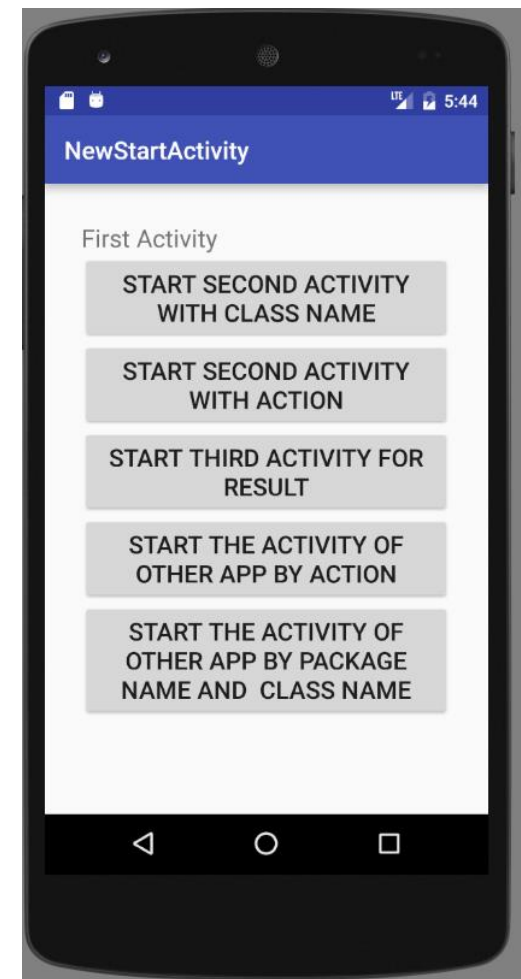 LTE 5:44
NewStartActivity
First Activity
START SECOND ACTIVITY
WITH CLASS NAME
START SECOND ACTIVITY
WITH ACTION
START THIRD ACTIVITY FOR
RESULT
START THE ACTIVITY OF
OTHER APP BY ACTION
START THE ACTIVITY OF
OTHER APP BY PACKAGE
NAME AND  CLASS NAME